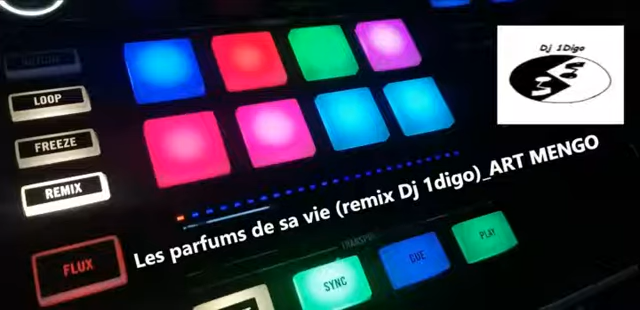 Dj 1Digo
LOOP
FREEZE
REMIX
Les parfums de sa vie (remix Dj 1digo)_ART MENGO
FLUX
SYNC
CUE
PLAY